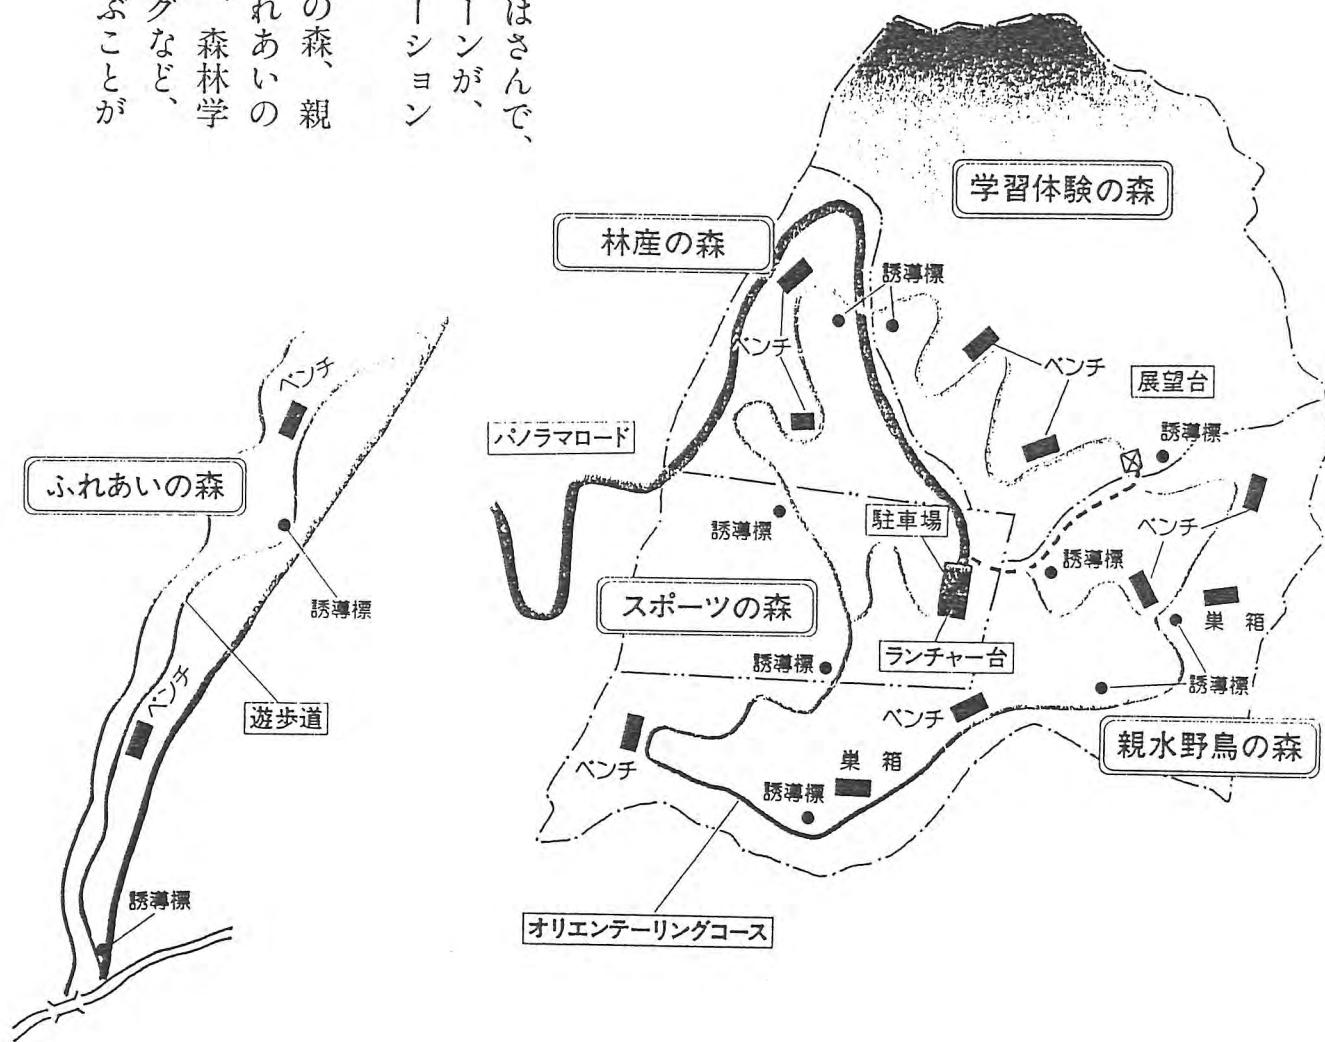 はさんで、
ーンが、
ーション
の森、親
れあいの
森林学
グなど、
ぶことが
学習体験の森
林産の森
誘導標
ベンチ
ベンチ
展望台
誘導標
パノラマロード
ベンチ
ふれあいの森
誘導標
駐車場
ベンチ
誘導標
誘導標
スポーツの森
巣箱
ランチャー台
誘導標
誘導標
ベンチ
遊歩道
ベンチ
親水野鳥の森
ベンチ
巣箱
誘導標
誘導標
オリエンテーリングコース